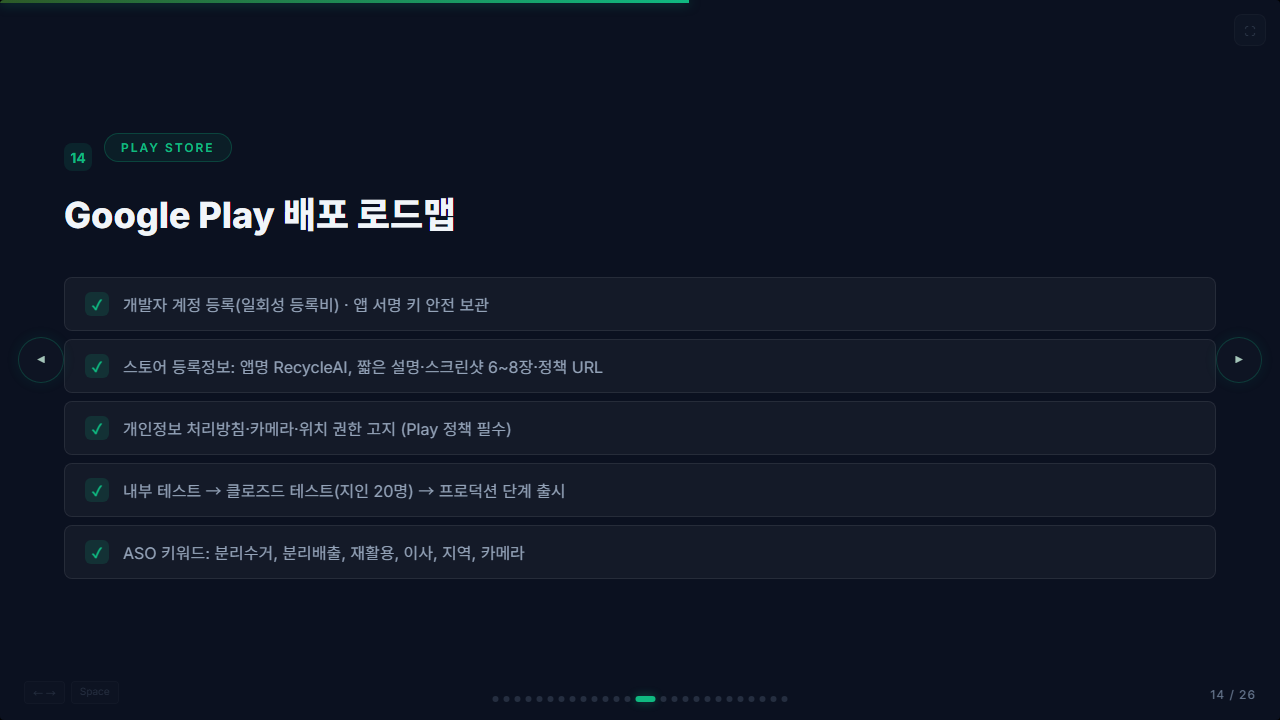 14
PLAY STORE
Google Play 배포 로드맵
✓ 개발자 계정 등록(일회성 등록비) · 앱 서명 키 안전 보관
✓ 스토어 등록정보: 앱명 RecycleAI, 짧은 설명·스크린샷 6~8장·정책 URL
✓ 개인정보 처리방침·카메라·위치 권한 고지 (Play 정책 필수)
✓ 내부 테스트 → 클로즈드 테스트(지인 20명) → 프로덕션 단계 출시
✓ ASO 키워드: 분리수거, 분리배출, 재활용, 이사, 지역, 카메라
← → Space
14 / 26